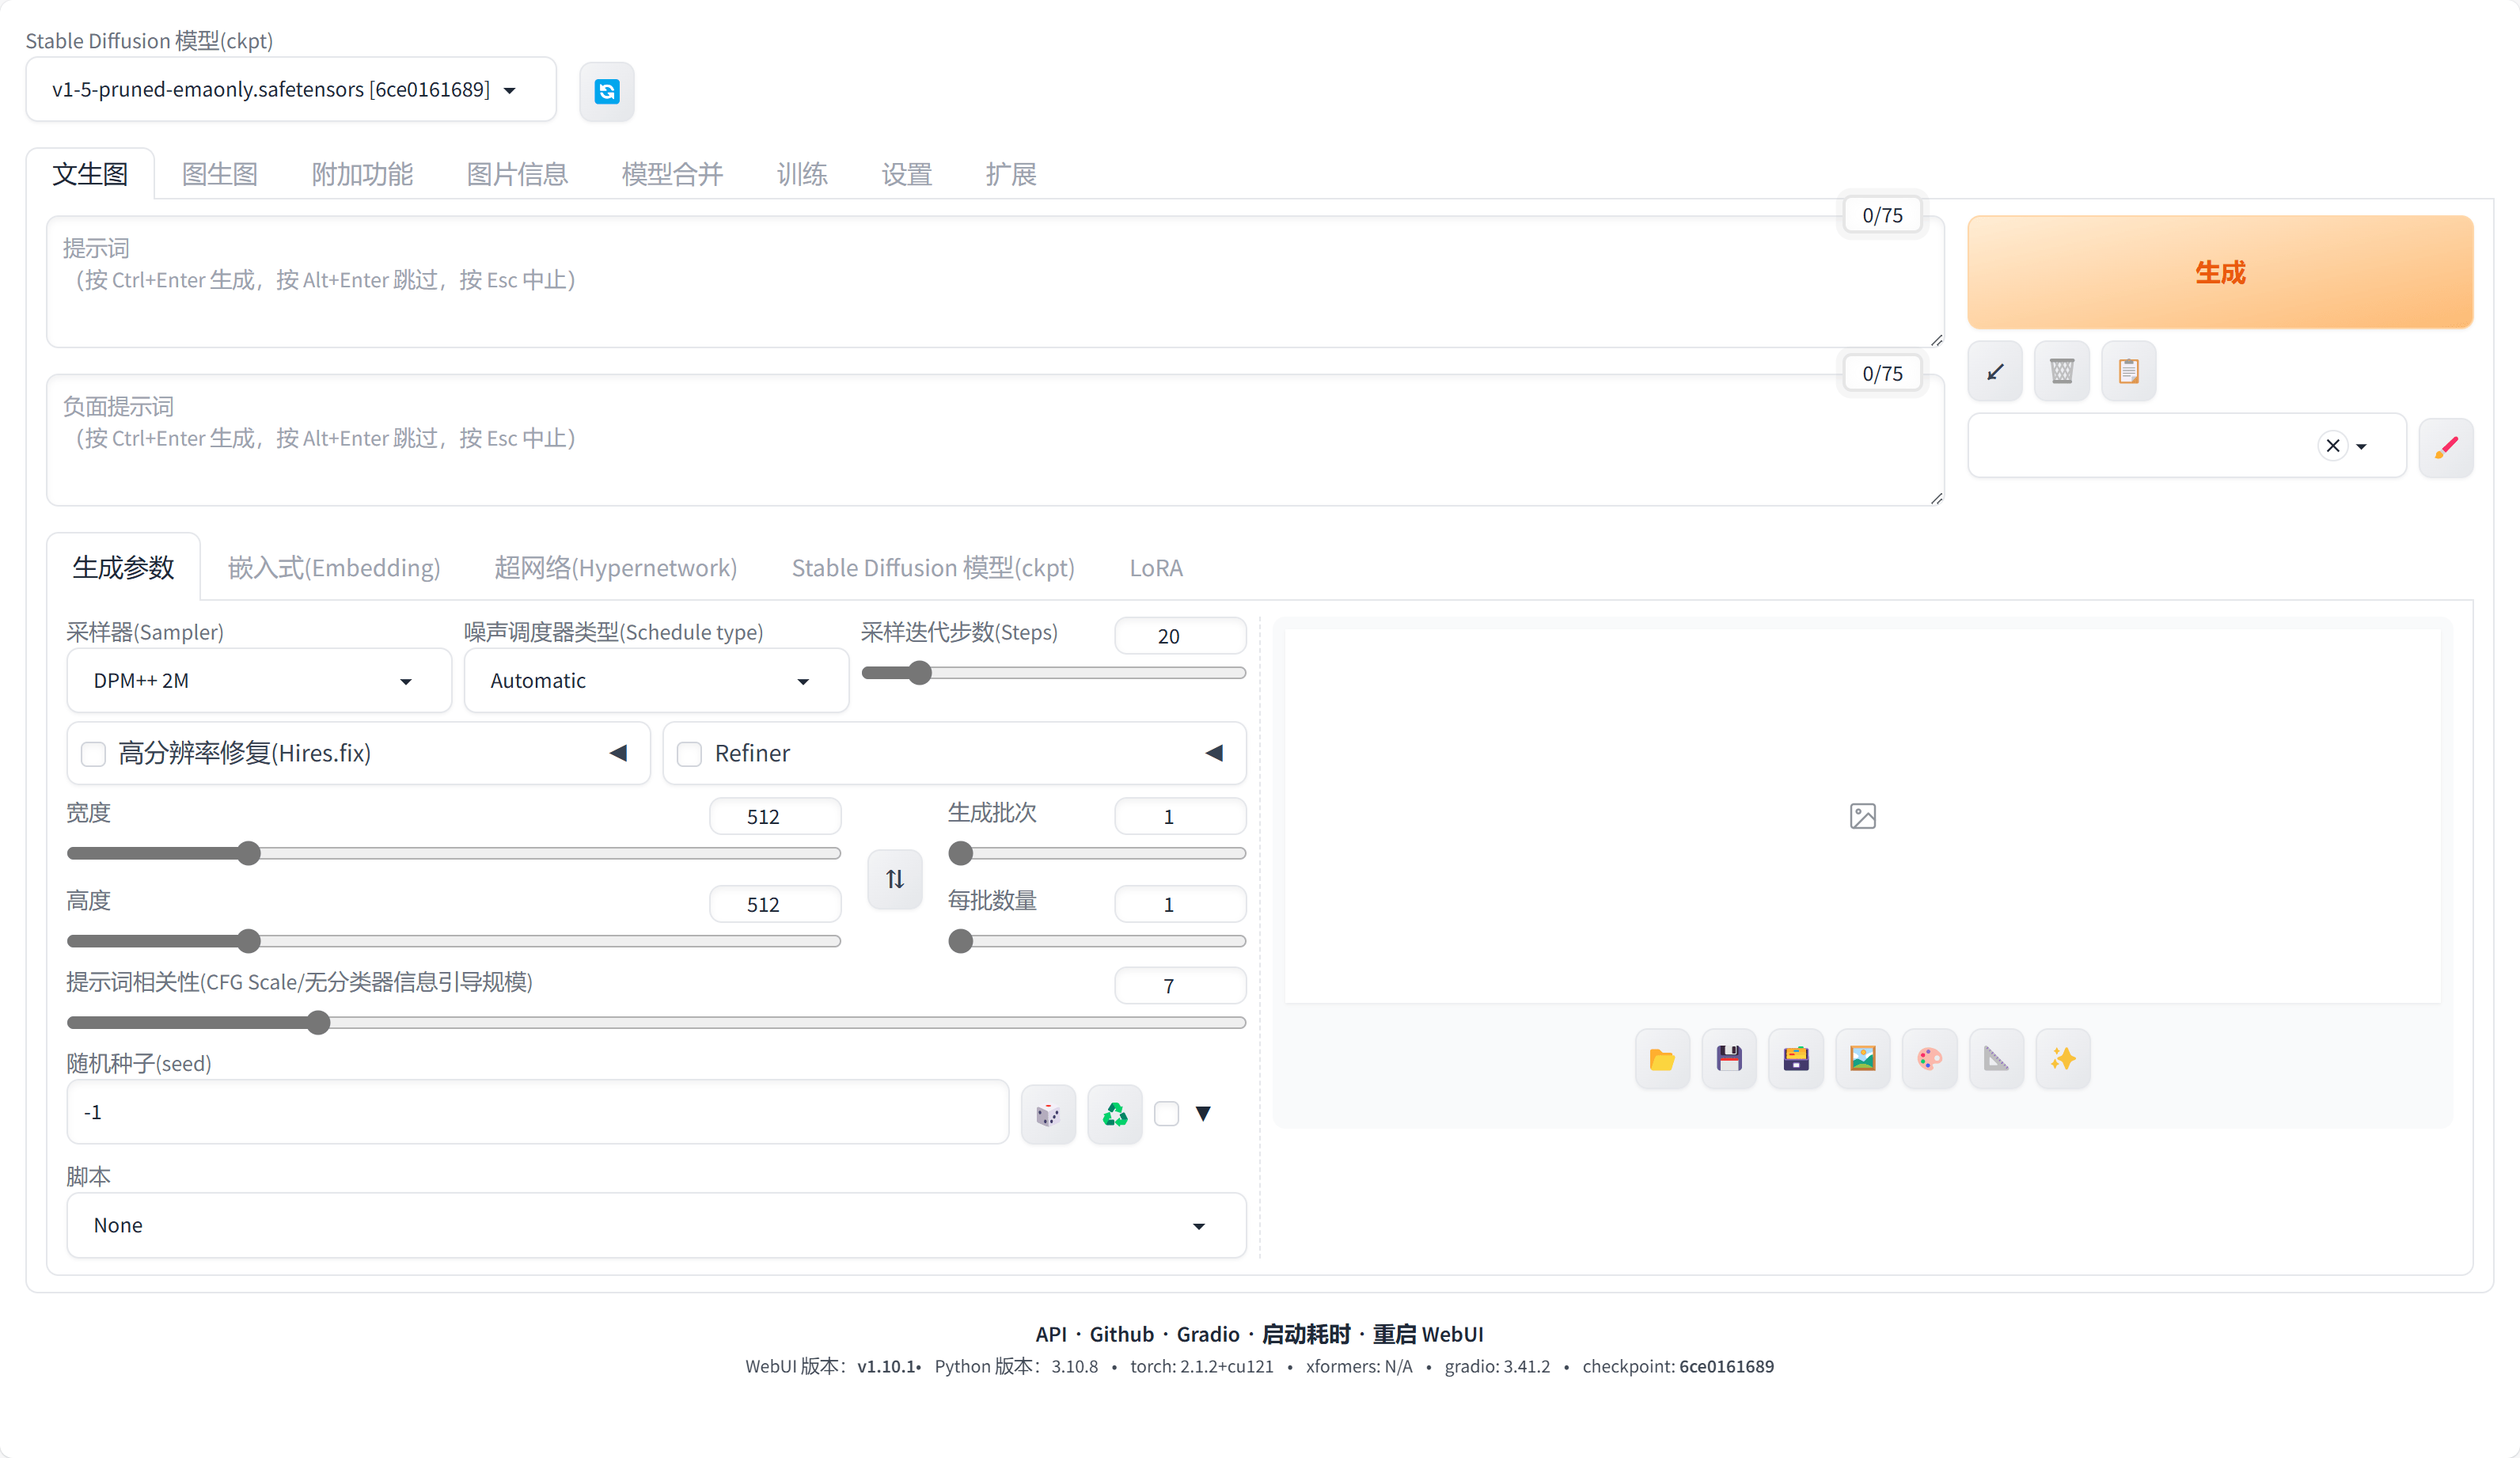 Stable Diffusion 模型(ckpt)
v1-5-pruned-emaonly.safetensors [6ce0161689]
文生图 图生图 附加功能 图片信息 模型合并 训练 设置 扩展
0/75
提示词
（按 Ctrl+Enter 生成，按 Alt+Enter 跳过，按 Esc 中止）
生成
0/75
负面提示词
（按 Ctrl+Enter 生成，按 Alt+Enter 跳过，按 Esc 中止）
生成参数 嵌入式(Embedding) 超网络(Hypernetwork) Stable Diffusion 模型(ckpt) LoRA
采样器(Sampler) 噪声调度器类型(Schedule type) 采样迭代步数(Steps) 20
DPM++ 2M Automatic
高分辨率修复(Hires.fix) Refiner
宽度 512 生成批次 1
高度 512 每批数量 1
提示词相关性(CFG Scale/无分类器信息引导规模) 7
随机种子(seed)
-1
脚本
None
API · Github · Gradio · 启动耗时 · 重启 WebUI
WebUI 版本：v1.10.1• Python 版本：3.10.8 • torch: 2.1.2+cu121 • xformers: N/A • gradio: 3.41.2 • checkpoint: 6ce0161689